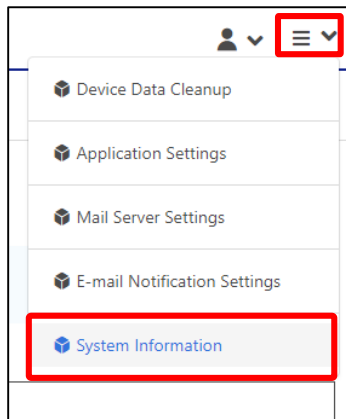 Device Data Cleanup
Application Settings
Mail Server Settings
E-mail Notification Settings
System Information